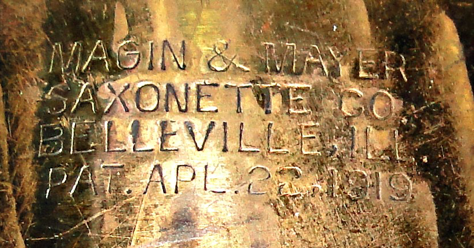 MAGIN & MAYER
SAXONETTE CO.
BELLEVILLE, ILL.
PAT. APL. 22. 1919